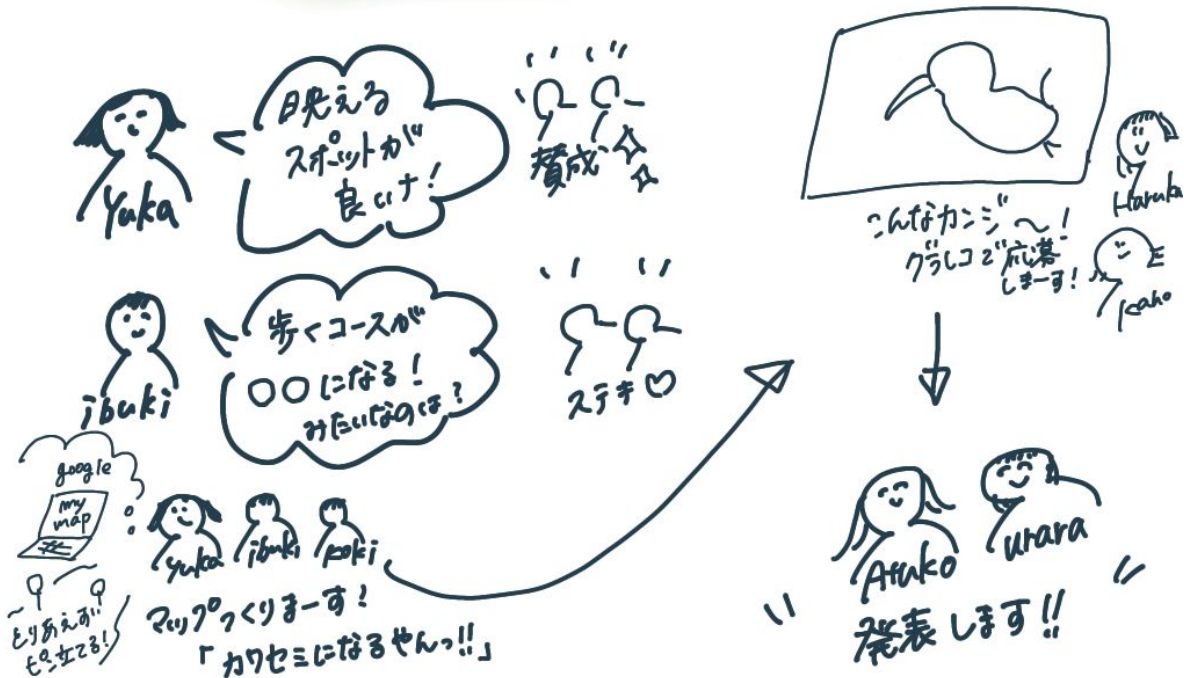 映える
スポットが
良いナ!
Yuka
賛成
歩くコースが
○○になる!
みたいなのは?
ibuki
ステキ♡
google
my
map
とりあえず
ピン立てる!
Yuka
ibuki
koki
マップつくりまーす!
「カワセミになるやんっ!!」
Haruka
こんなカンジ〜!
グラレコで応募
しまーす!
kaho
Atuko
urara
発表します!!